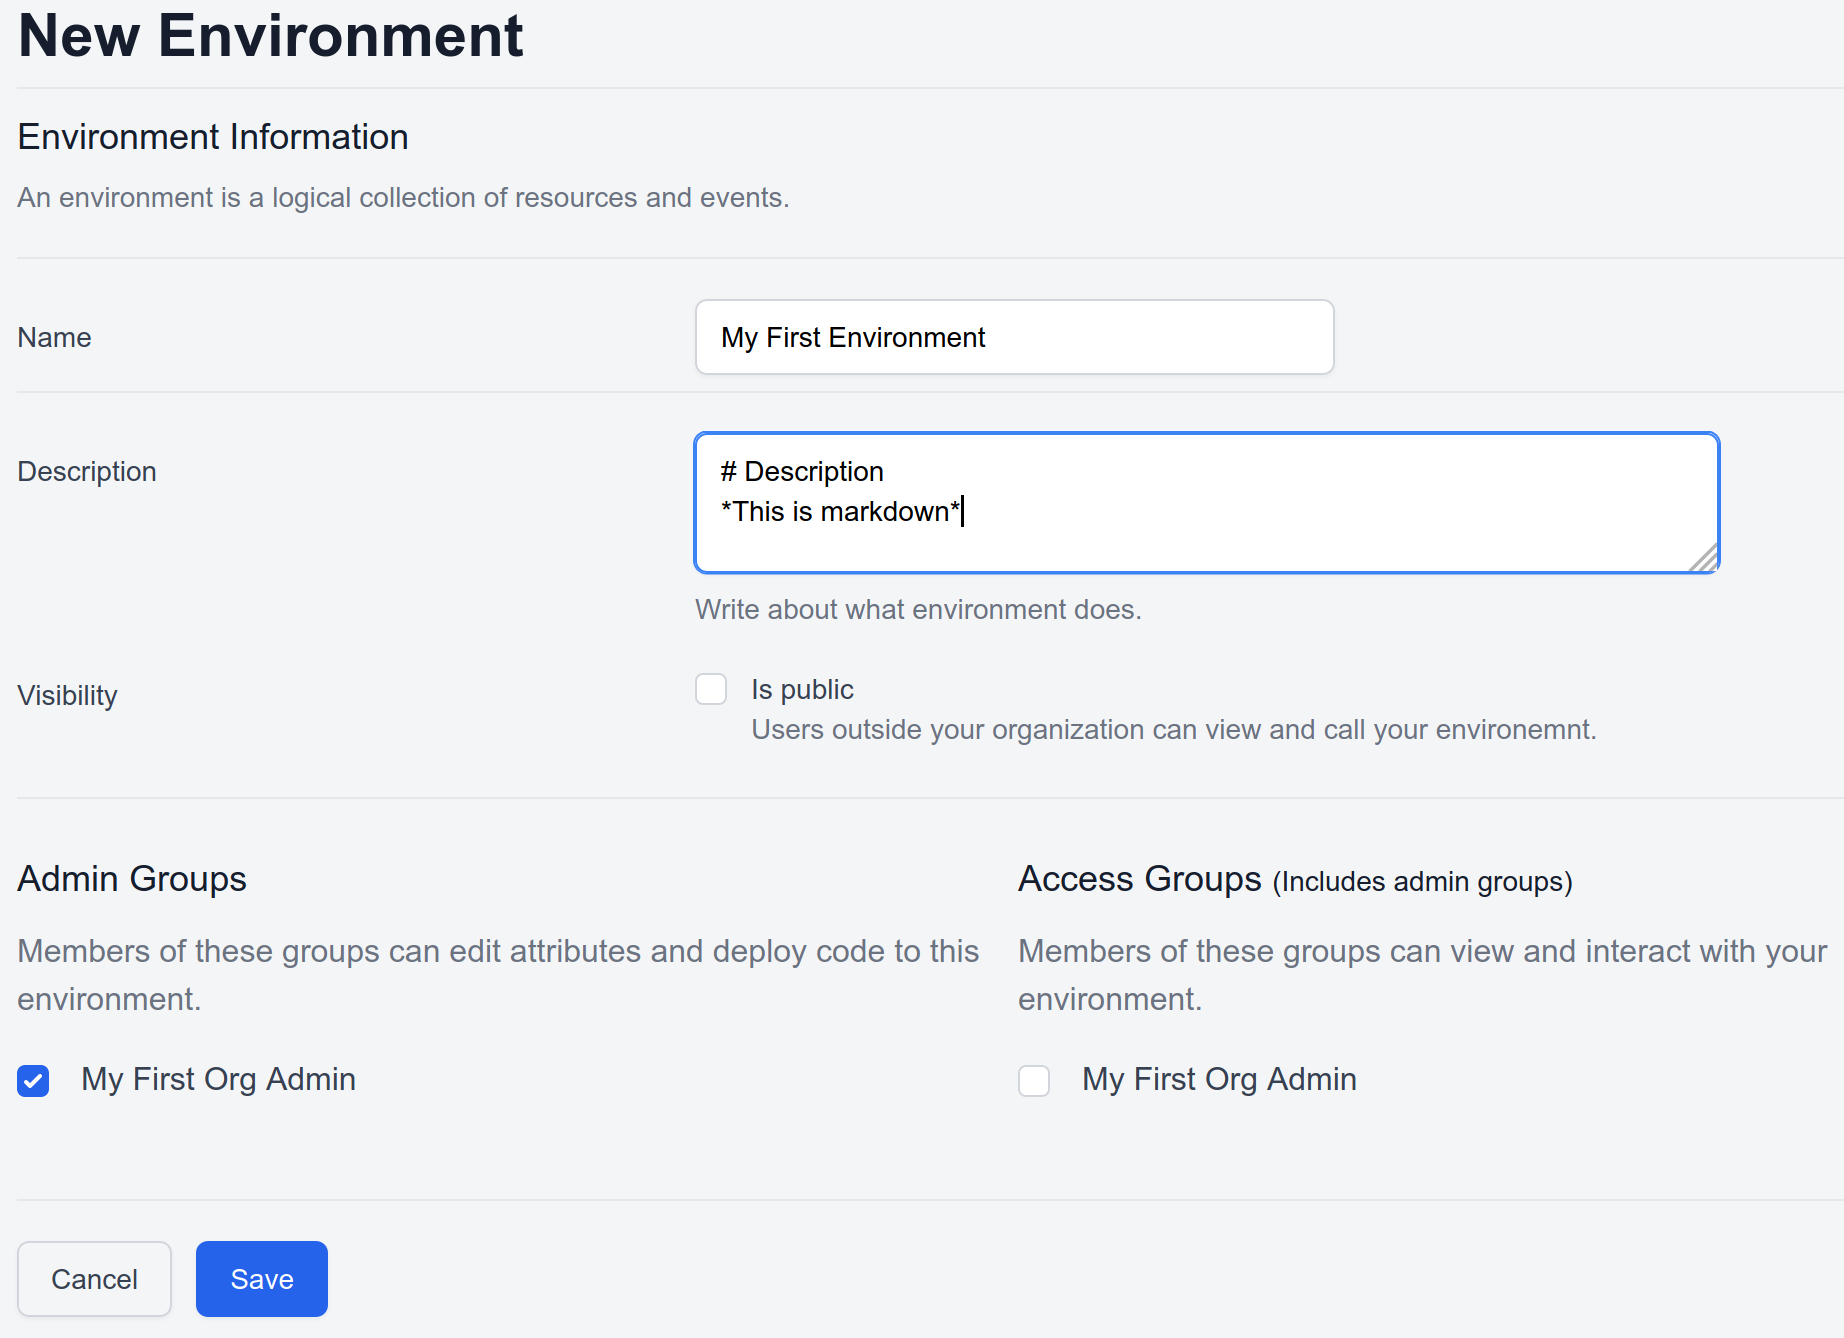 New Environment
Environment Information
An environment is a logical collection of resources and events.
Name
My First Environment
Description
# Description
*This is markdown*
Write about what environment does.
Visibility
Is public
Users outside your organization can view and call your environemnt.
Admin Groups
Members of these groups can edit attributes and deploy code to this
environment.
My First Org Admin
Access Groups (Includes admin groups)
Members of these groups can view and interact with your
environment.
My First Org Admin
Cancel
Save